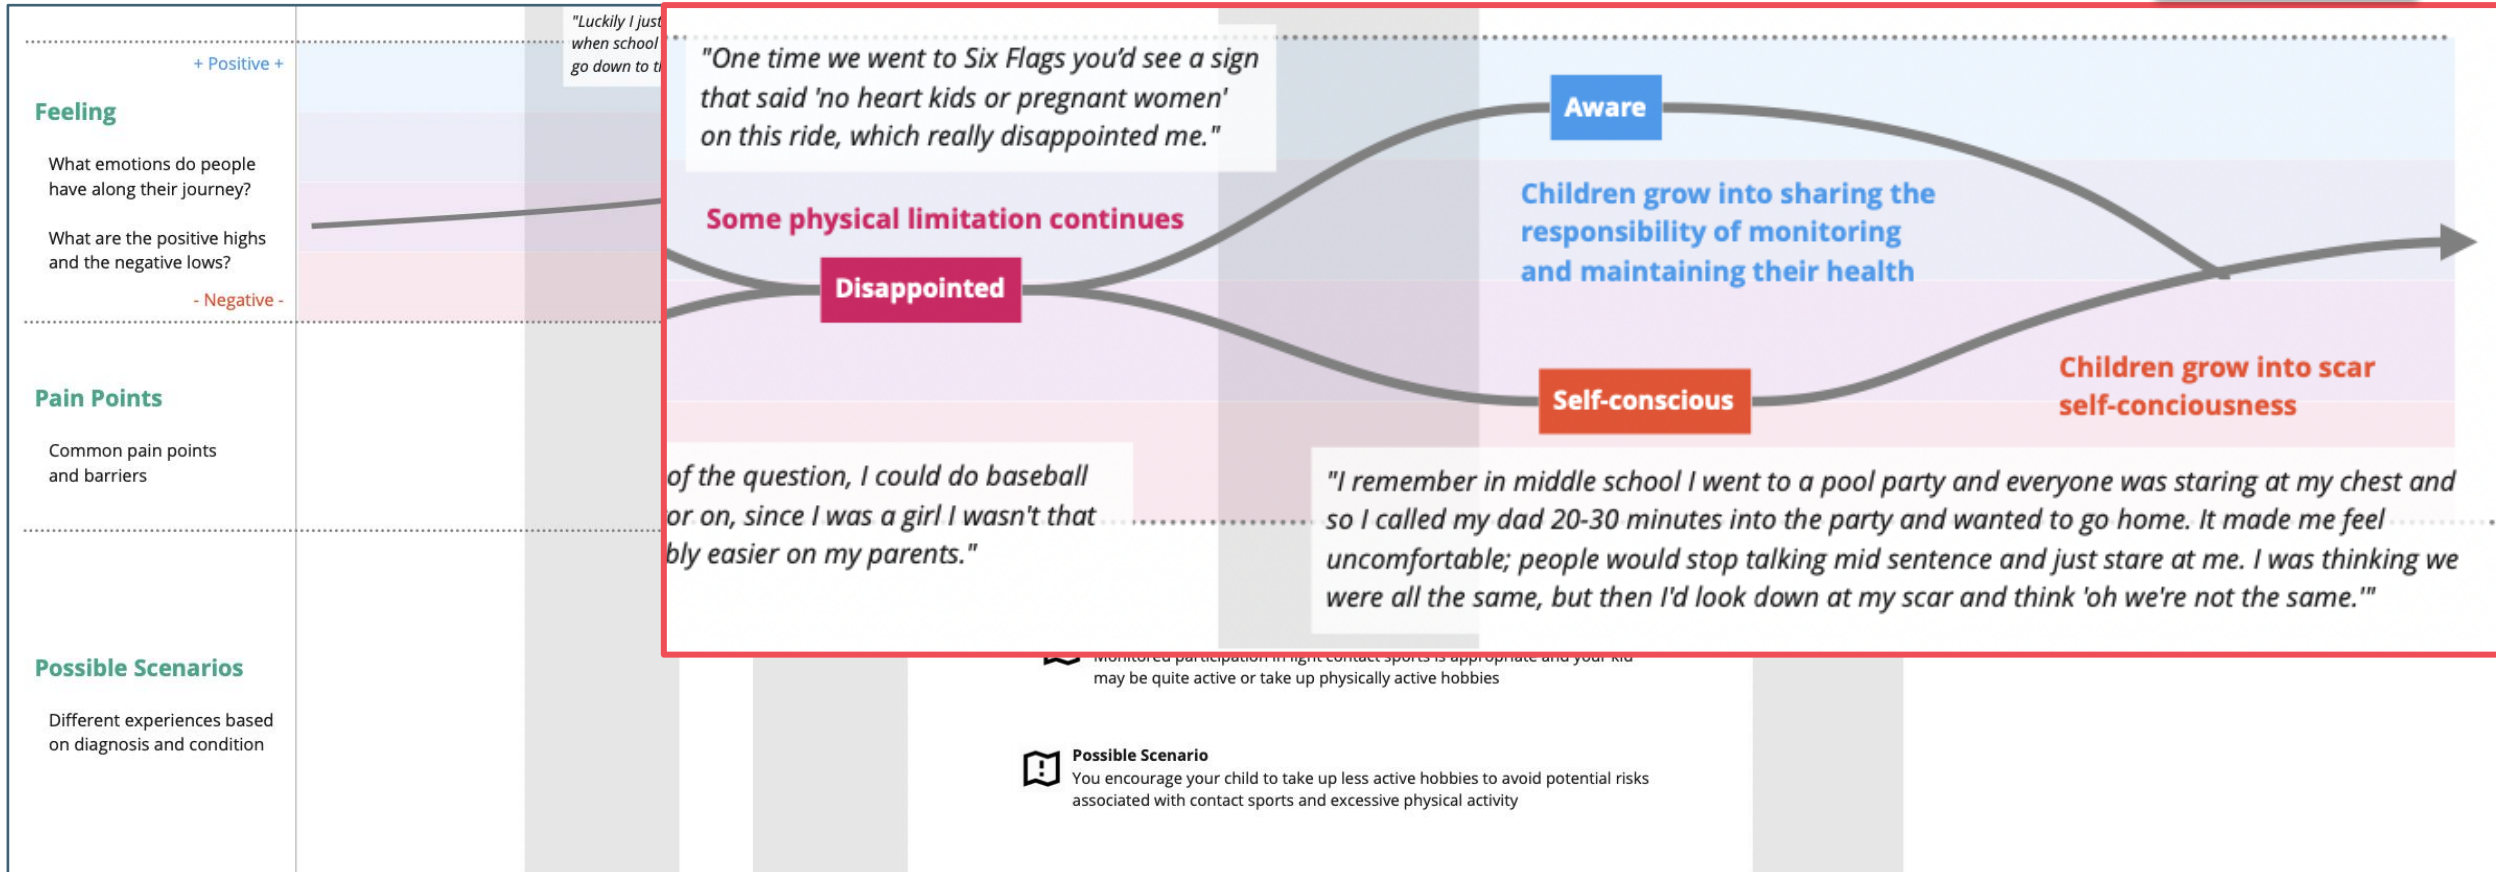 "Luckily I just
when school
go down to
+ Positive +
Feeling
What emotions do people
have along their journey?
What are the positive highs
and the negative lows?
- Negative -
Pain Points
Common pain points
and barriers
Possible Scenarios
Different experiences based
on diagnosis and condition
"One time we went to Six Flags you'd see a sign
that said 'no heart kids or pregnant women'
on this ride, which really disappointed me."
Some physical limitation continues
Disappointed
Aware
Children grow into sharing the
responsibility of monitoring
and maintaining their health
Self-conscious
Children grow into scar
self-conciousness
of the question, I could do baseball
or on, since I was a girl I wasn't that
bly easier on my parents."
"I remember in middle school I went to a pool party and everyone was staring at my chest and
so I called my dad 20-30 minutes into the party and wanted to go home. It made me feel
uncomfortable; people would stop talking mid sentence and just stare at me. I was thinking we
were all the same, but then I'd look down at my scar and think 'oh we're not the same.'"
Monitored participation in light contact sports is appropriate and your kid
may be quite active or take up physically active hobbies
Possible Scenario
You encourage your child to take up less active hobbies to avoid potential risks
associated with contact sports and excessive physical activity